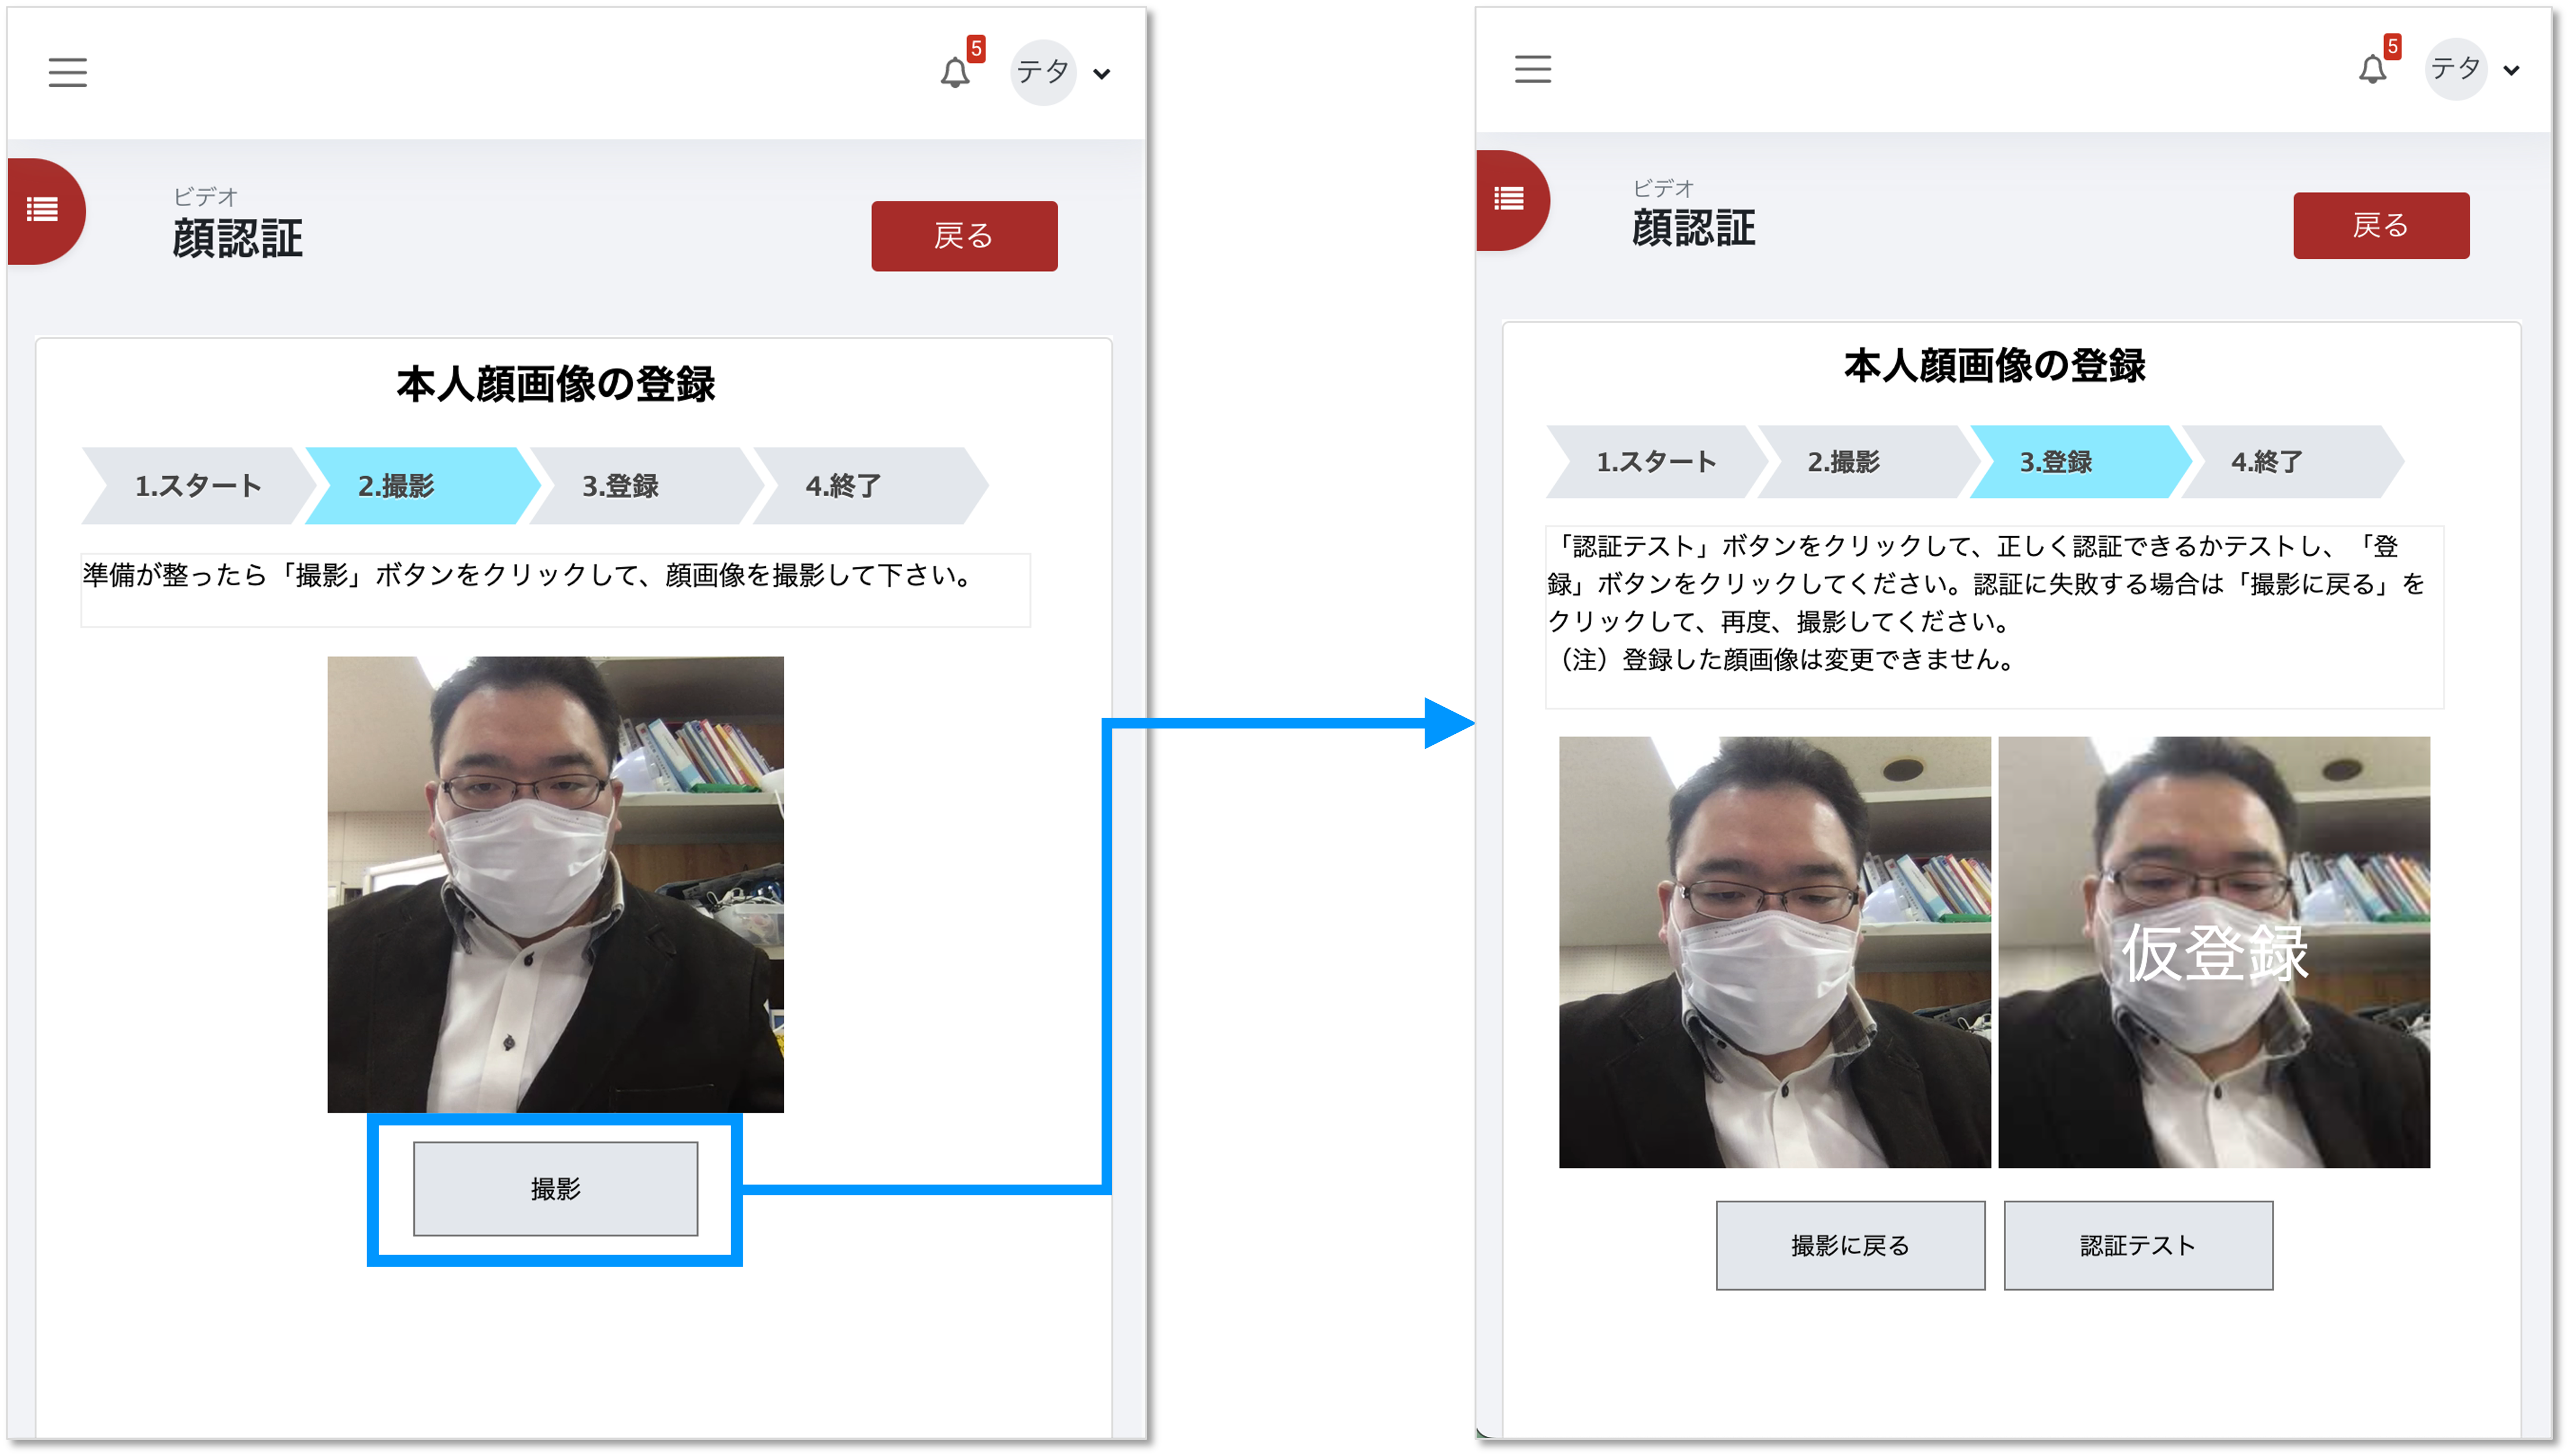 5
テタ
ビデオ
顔認証
戻る
本人顔画像の登録
1.スタート
2.撮影
3.登録
4.終了
準備が整ったら「撮影」ボタンをクリックして、顔画像を撮影して下さい。
撮影
5
テタ
ビデオ
顔認証
戻る
本人顔画像の登録
1.スタート
2.撮影
3.登録
4.終了
「認証テスト」ボタンをクリックして、正しく認証できるかテストし、「登
録」ボタンをクリックしてください。認証に失敗する場合は「撮影に戻る」を
クリックして、再度、撮影してください。
（注）登録した顔画像は変更できません。
仮登録
撮影に戻る
認証テスト